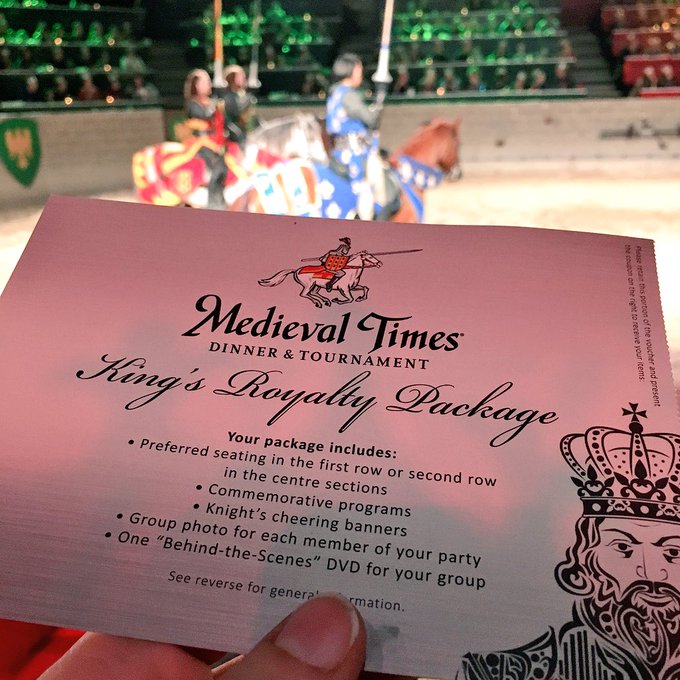 Medieval Times
DINNER & TOURNAMENT
King's Royalty Package
Your package includes:
• Preferred seating in the first row or second row
in the centre sections
• Commemorative programs
• Knight's cheering banners
• Group photo for each member of your party
• One "Behind-the-Scenes" DVD for your group
See reverse for general rmation.
Please retain this portion of the voucher and present
the coupon on the right to receive your items.